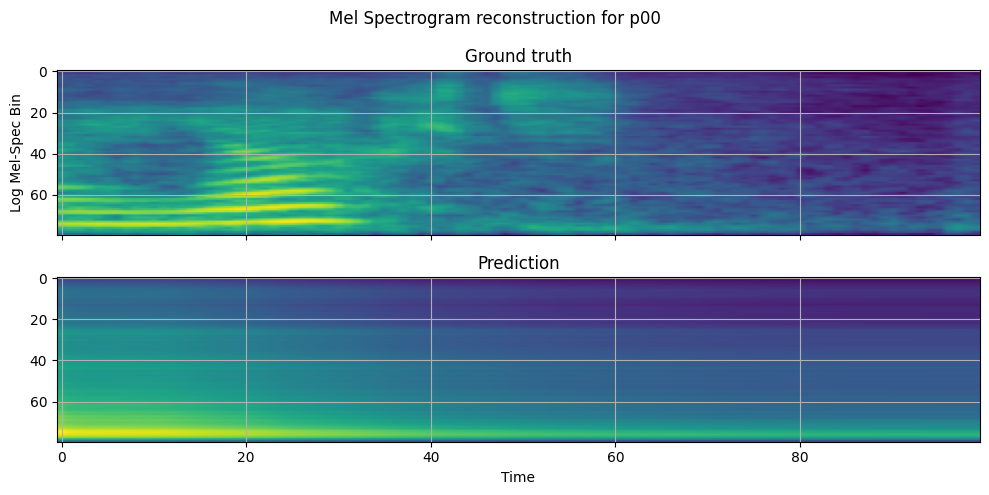 Mel Spectrogram reconstruction for p00
Ground truth
0
20
40
60
Log Mel-Spec Bin
Prediction
0
20
40
60
0 20 40 60 80
Time